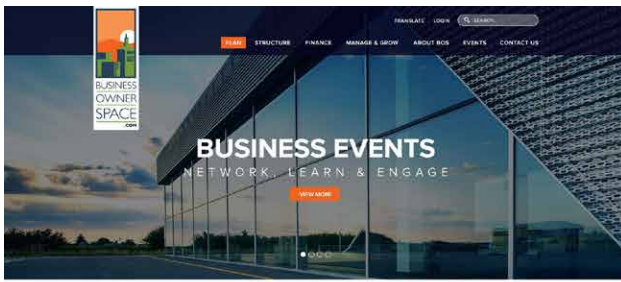 TRANSLATE LOGIN SEARCH...
PLAN STRUCTURE FINANCE MANAGE & GROW ABOUT BOS EVENTS CONTACT US
BUSINESS
OWNER
SPACE
.COM
BUSINESS EVENTS
NETWORK, LEARN & ENGAGE
VIEW MORE